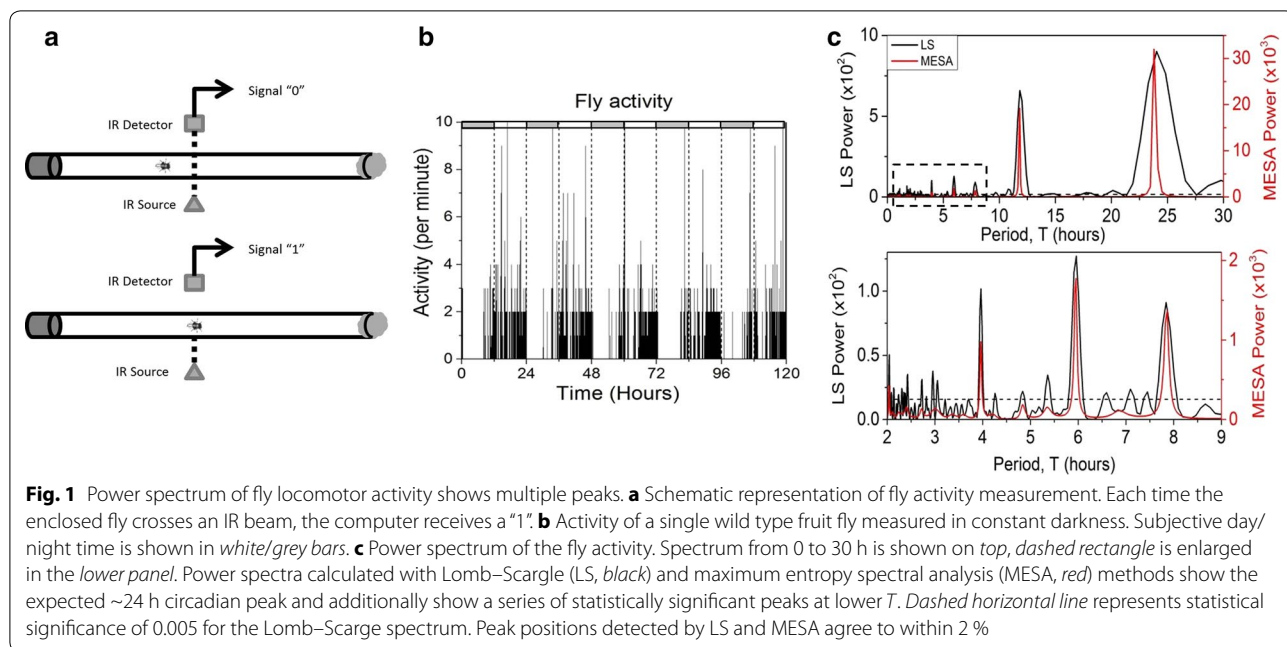 a
Signal "0"
IR Detector
IR Source
Signal "1"
IR Detector
IR Source
b
Fly activity
Activity (per minute)
10
8
6
4
2
0
0 24 48 72 96 120
Time (Hours)
c
LS
MESA
LS Power (x10²)
10
5
0
MESA Power (x10³)
30
20
10
0
0 5 10 15 20 25 30
Period, T (hours)
LS Power (x10²)
1.0
0.5
0.0
MESA Power (x10³)
2
1
0
2 3 4 5 6 7 8 9
Period, T (hours)
Fig. 1 Power spectrum of fly locomotor activity shows multiple peaks. a Schematic representation of fly activity measurement. Each time the
enclosed fly crosses an IR beam, the computer receives a “1”. b Activity of a single wild type fruit fly measured in constant darkness. Subjective day/
night time is shown in white/grey bars. c Power spectrum of the fly activity. Spectrum from 0 to 30 h is shown on top, dashed rectangle is enlarged
in the lower panel. Power spectra calculated with Lomb–Scargle (LS, black) and maximum entropy spectral analysis (MESA, red) methods show the
expected ~24 h circadian peak and additionally show a series of statistically significant peaks at lower T. Dashed horizontal line represents statistical
significance of 0.005 for the Lomb–Scarge spectrum. Peak positions detected by LS and MESA agree to within 2 %